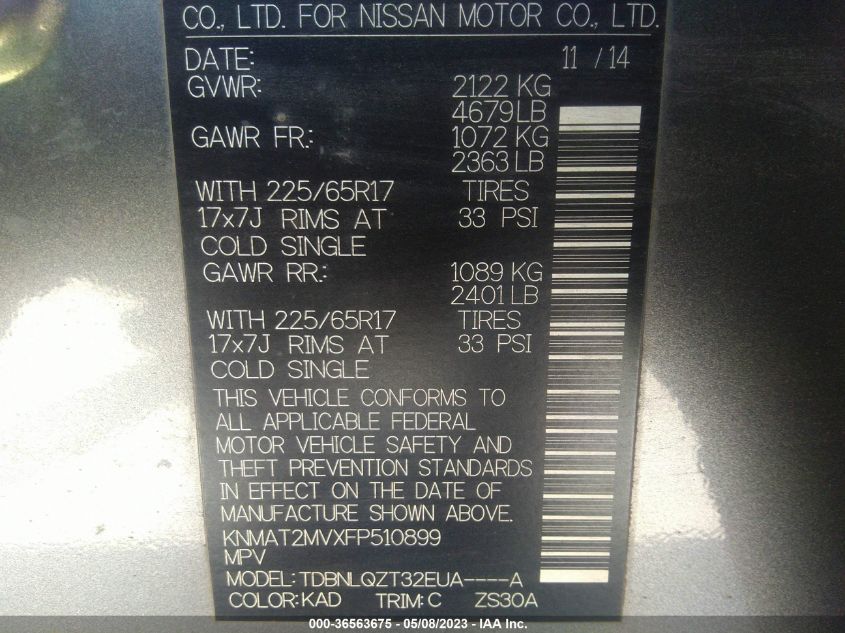 CO., LTD. FOR NISSAN MOTOR CO., LTD.
DATE: 11 / 14
GVWR: 2122 KG
4679 LB
GAWR FR.: 1072 KG
2363 LB
WITH 225/65R17 TIRES
17x7J RIMS AT 33 PSI
COLD SINGLE
GAWR RR.: 1089 KG
2401 LB
WITH 225/65R17 TIRES
17x7J RIMS AT 33 PSI
COLD SINGLE
THIS VEHICLE CONFORMS TO
ALL APPLICABLE FEDERAL
MOTOR VEHICLE SAFETY AND
THEFT PREVENTION STANDARDS
IN EFFECT ON THE DATE OF
MANUFACTURE SHOWN ABOVE.
KNMAT2MVXFP510899
MPV
MODEL: TDBNLQZT32EUA----A
COLOR: KAD TRIM: C ZS30A
000-36563675 - 05/08/2023 - IAA Inc.